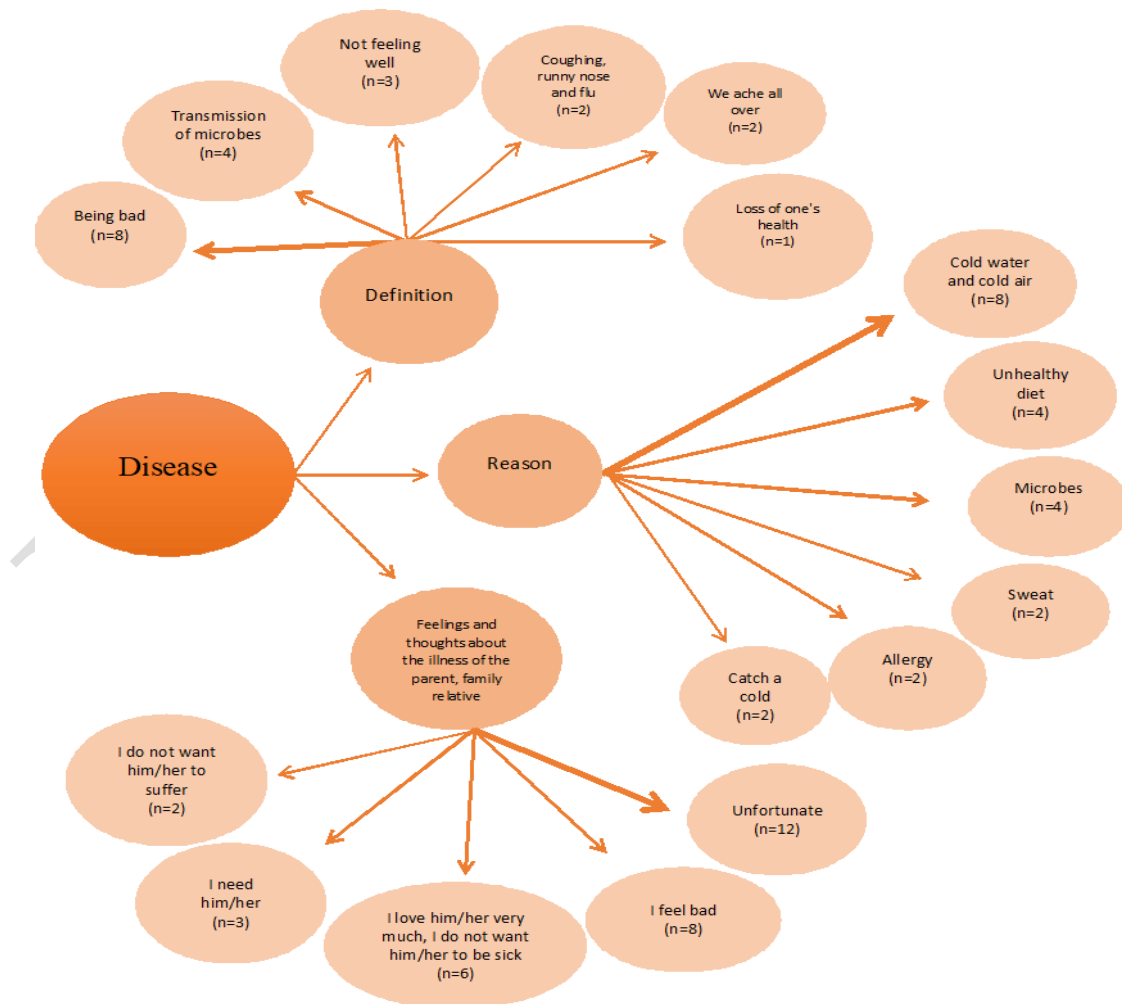 Not feeling
well
(n=3)
Coughing,
runny nose
and flu
(n=2)
We ache all
over
(n=2)
Transmission
of microbes
(n=4)
Being bad
(n=8)
Loss of one's
health
(n=1)
Definition
Cold water
and cold air
(n=8)
Unhealthy
diet
(n=4)
Disease
Reason
Microbes
(n=4)
Sweat
(n=2)
Allergy
(n=2)
Catch a
cold
(n=2)
Feelings and
thoughts about
the illness of the
parent, family
relative
I do not want
him/her to
suffer
(n=2)
I need
him/her
(n=3)
I love him/her very
much, I do not want
him/her to be sick
(n=6)
I feel bad
(n=8)
Unfortunate
(n=12)